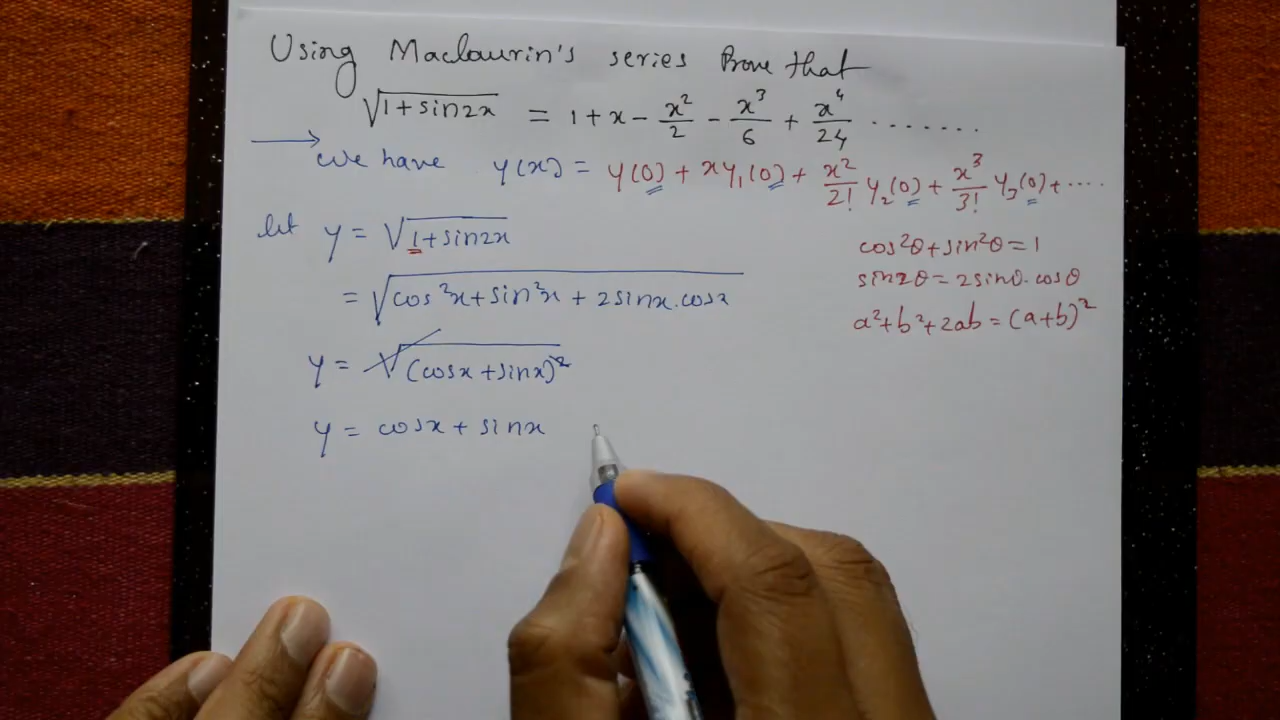 Using Maclaurin's series Prove that
√(1+sin2x) = 1+x - x²/2 - x³/6 + x⁴/24 .......
We have y(x) = y(0) + xy₁(0) + x²/2! y₂(0) + x³/3! y₃(0) + ....
let y = √(1+sin2x)
= √(cos²x+sin²x + 2sinx.cosx)
y = √(cosx+sinx)²
y = cosx + sinx
cos²θ+sin²θ=1
sin2θ=2sinθ.cosθ
a²+b²+2ab=(a+b)²